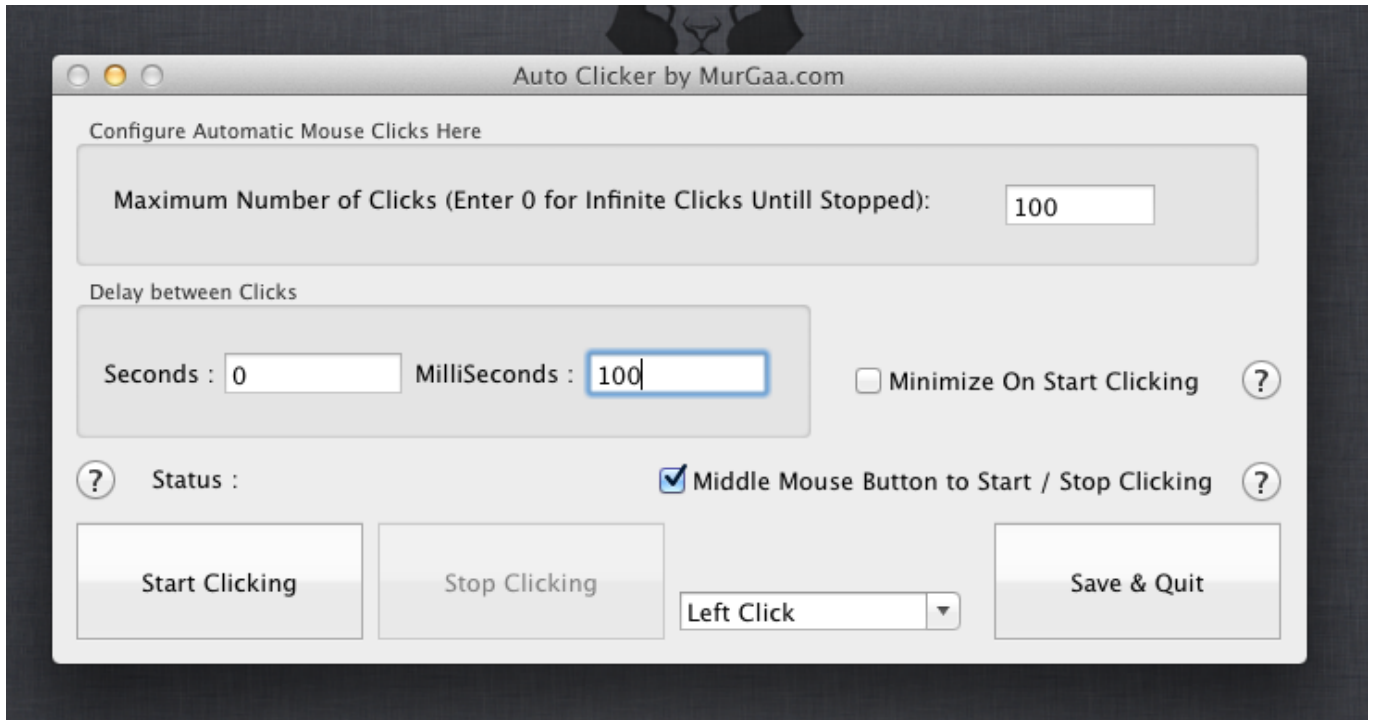 Auto Clicker by MurGaa.com
Configure Automatic Mouse Clicks Here
Maximum Number of Clicks (Enter 0 for Infinite Clicks Untill Stopped): 100
Delay between Clicks
Seconds : 0 MilliSeconds : 100
Minimize On Start Clicking ?
? Status : Middle Mouse Button to Start / Stop Clicking ?
Start Clicking Stop Clicking Left Click Save & Quit